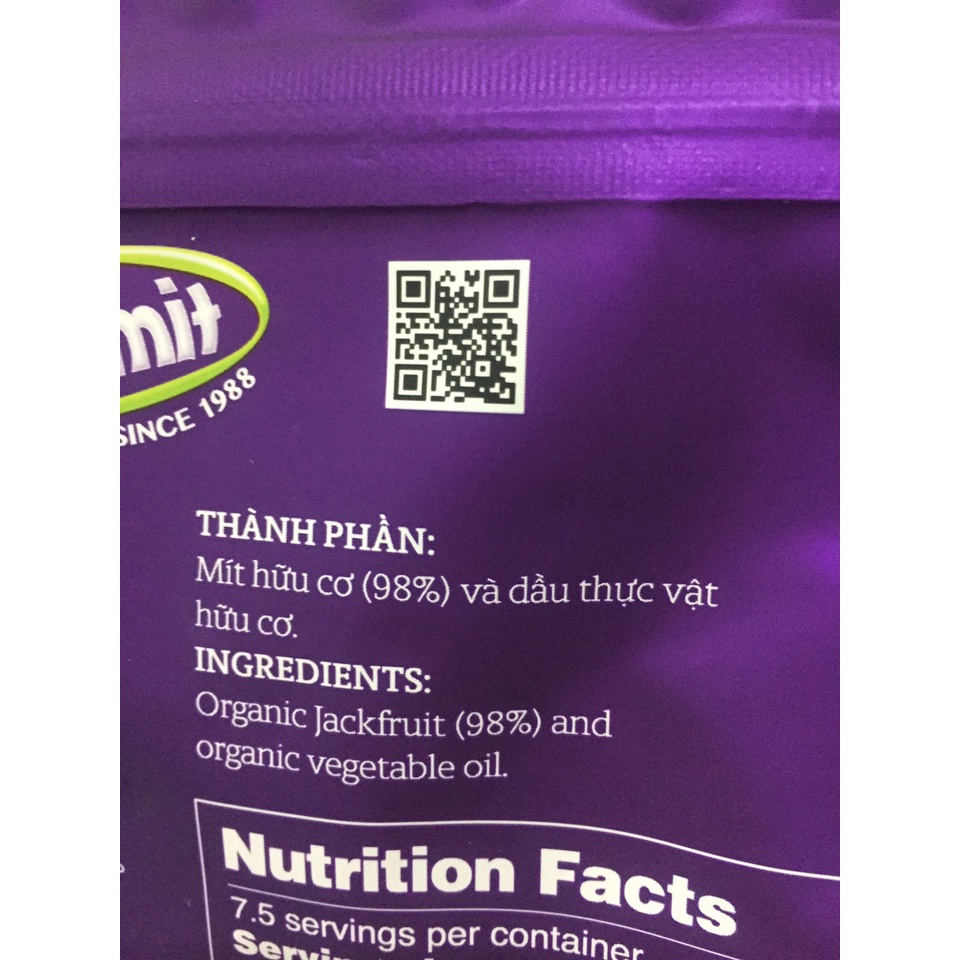 mit
SINCE 1988
THÀNH PHẦN:
Mít hữu cơ (98%) và dầu thực vật
hữu cơ.
INGREDIENTS:
Organic Jackfruit (98%) and
organic vegetable oil.
Nutrition Facts
7.5 servings per container